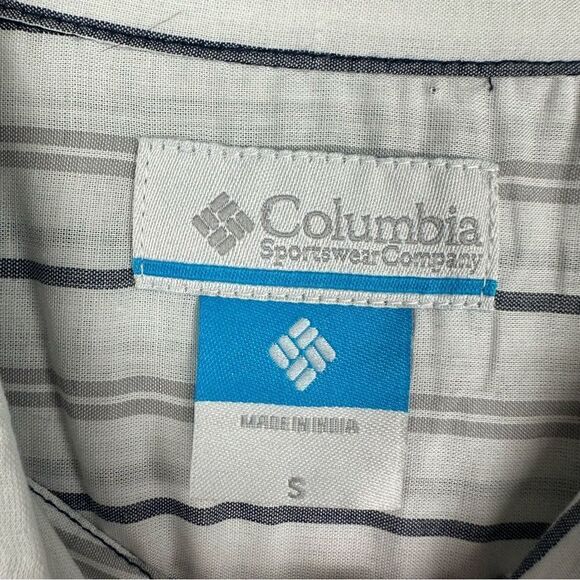 Columbia
Sportswear Company
MADE IN INDIA
S